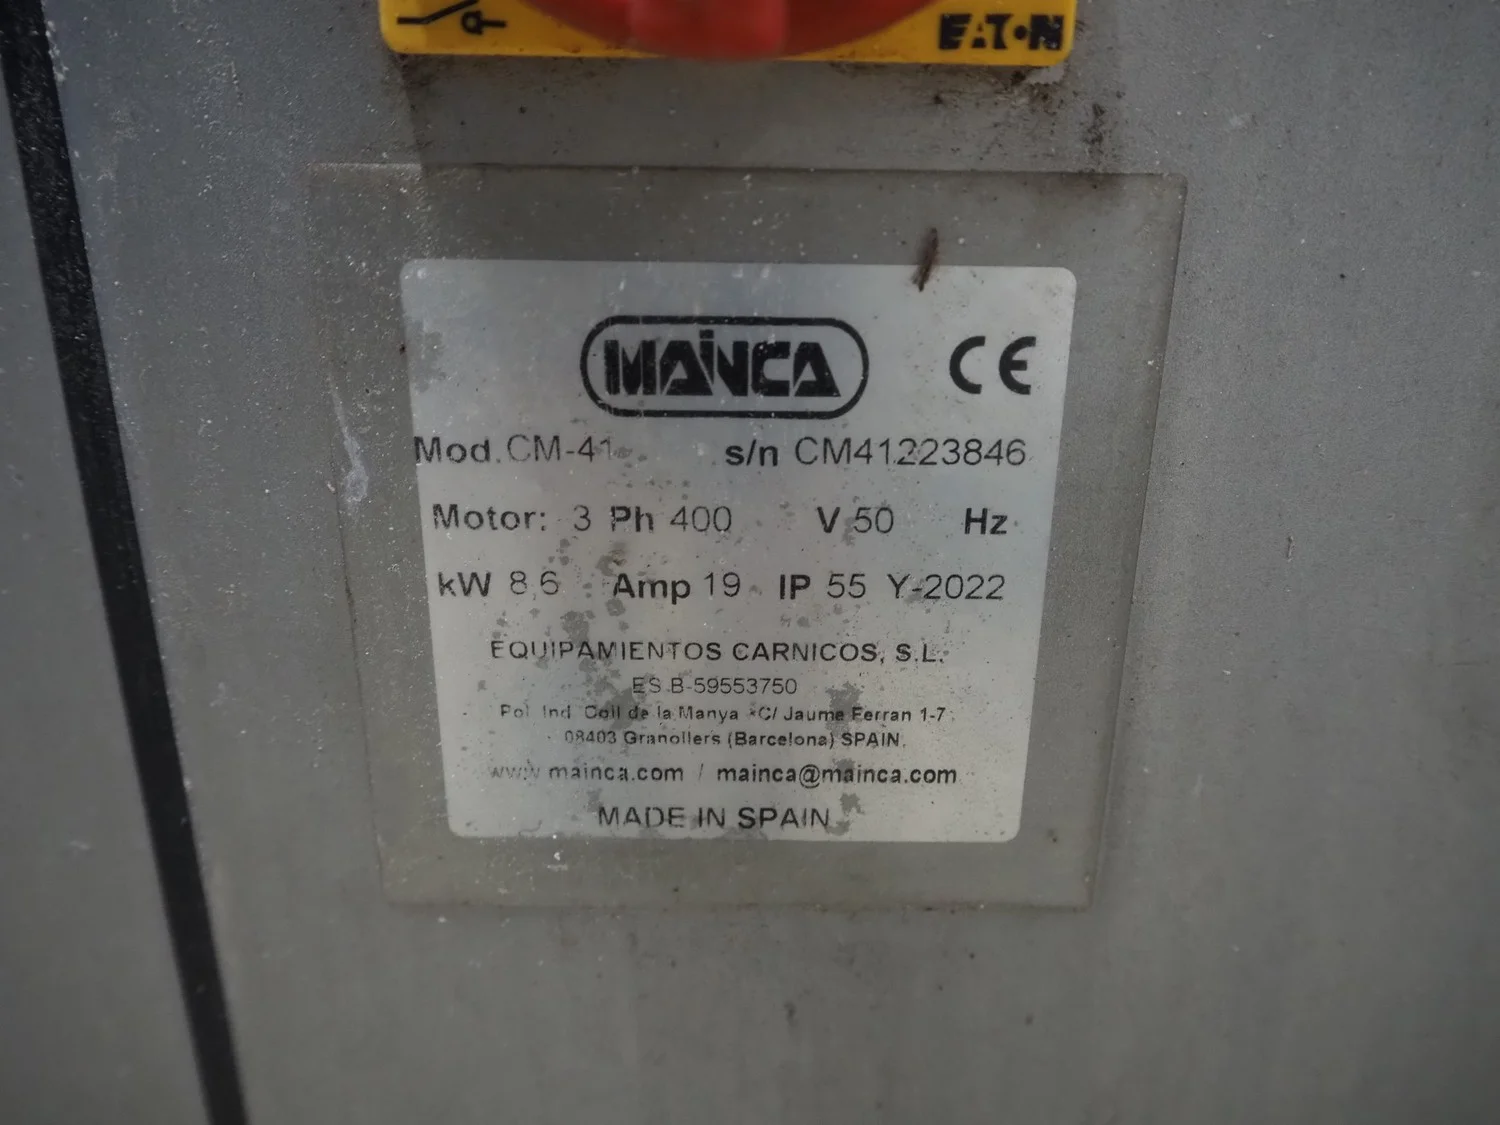 EATON
MAINCA CE
Mod. CM-41 s/n CM41223846
Motor: 3 Ph 400 V 50 Hz
kW 8,6 Amp 19 IP 55 Y-2022
EQUIPAMIENTOS CARNICOS, S.L.
ES B-59553750
Pol. Ind. Coll de la Manya · C/ Jaume Ferran 1-7
08403 Granollers (Barcelona) SPAIN
www.mainca.com / mainca@mainca.com
MADE IN SPAIN